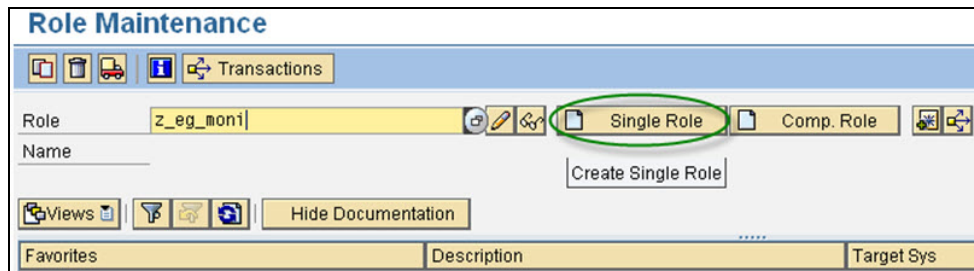 Role Maintenance
Transactions
Role z_eg_moni Single Role Comp. Role
Name
Create Single Role
Views Hide Documentation
Favorites Description Target Sys